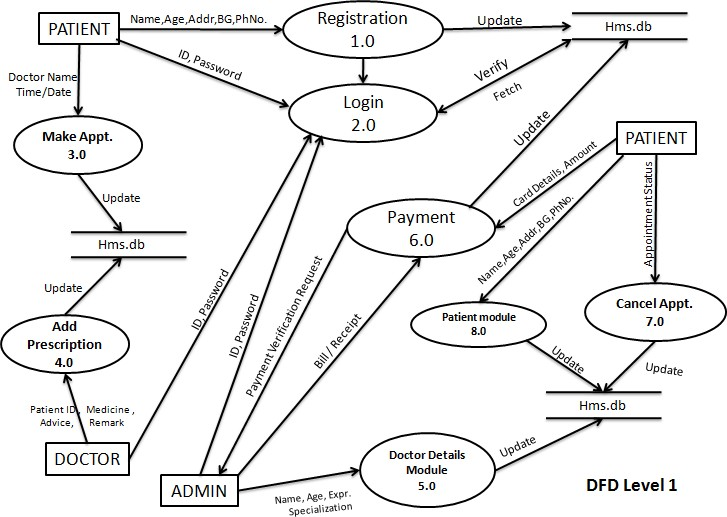 PATIENT
Name,Age,Addr,BG,PhNo.
Registration
1.0
Update
Hms.db
ID, Password
Doctor Name
Time/Date
Login
2.0
Verify
Fetch
Make Appt.
3.0
Update
Update
PATIENT
Card Details, Amount
Appointment Status
Name,Age,Addr,BG,PhNo.
Payment
6.0
Hms.db
Update
ID, Password
ID, Password
Payment Verification Request
Bill / Receipt
Add
Prescription
4.0
Patient module
8.0
Cancel Appt.
7.0
Update
Update
Hms.db
Patient ID, Medicine ,
Advice, Remark
DOCTOR
ADMIN
Name, Age, Expr.
Specialization
Doctor Details
Module
5.0
Update
DFD Level 1